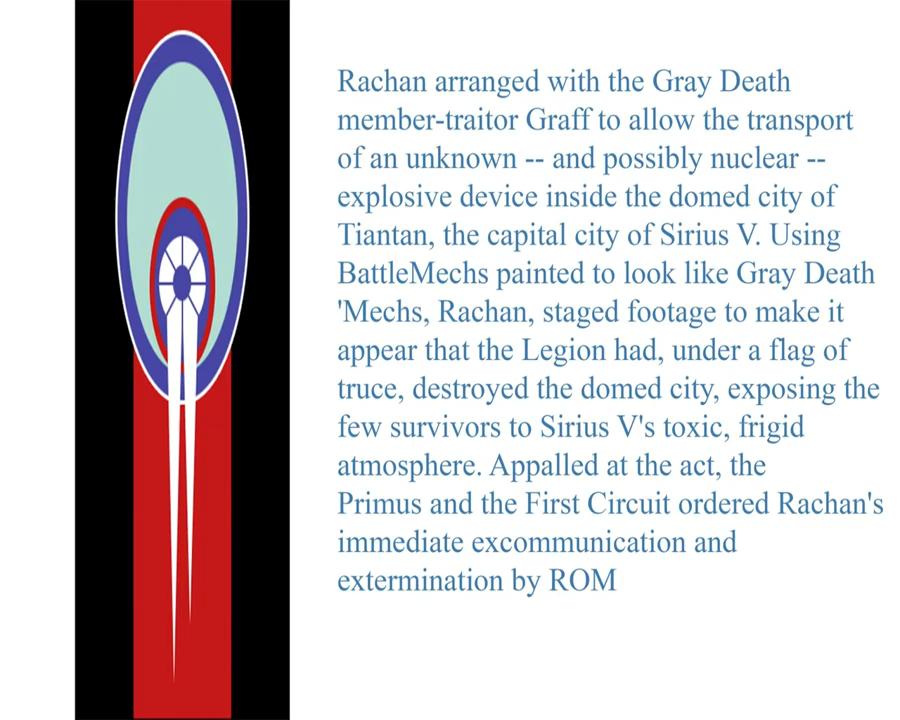 Rachan arranged with the Gray Death
member-traitor Graff to allow the transport
of an unknown -- and possibly nuclear --
explosive device inside the domed city of
Tiantan, the capital city of Sirius V. Using
BattleMechs painted to look like Gray Death
'Mechs, Rachan, staged footage to make it
appear that the Legion had, under a flag of
truce, destroyed the domed city, exposing the
few survivors to Sirius V's toxic, frigid
atmosphere. Appalled at the act, the
Primus and the First Circuit ordered Rachan's
immediate excommunication and
extermination by ROM